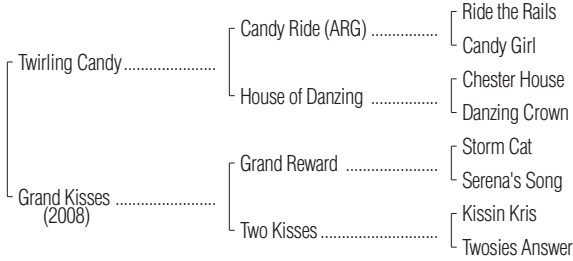 Ride the Rails
Candy Ride (ARG) ..................
Candy Girl
Twirling Candy......................
Chester House
House of Danzing .................
Danzing Crown
Storm Cat
Grand Reward .......................
Serena's Song
Grand Kisses ........................
(2008)
Kissin Kris
Two Kisses.............................
Twosies Answer